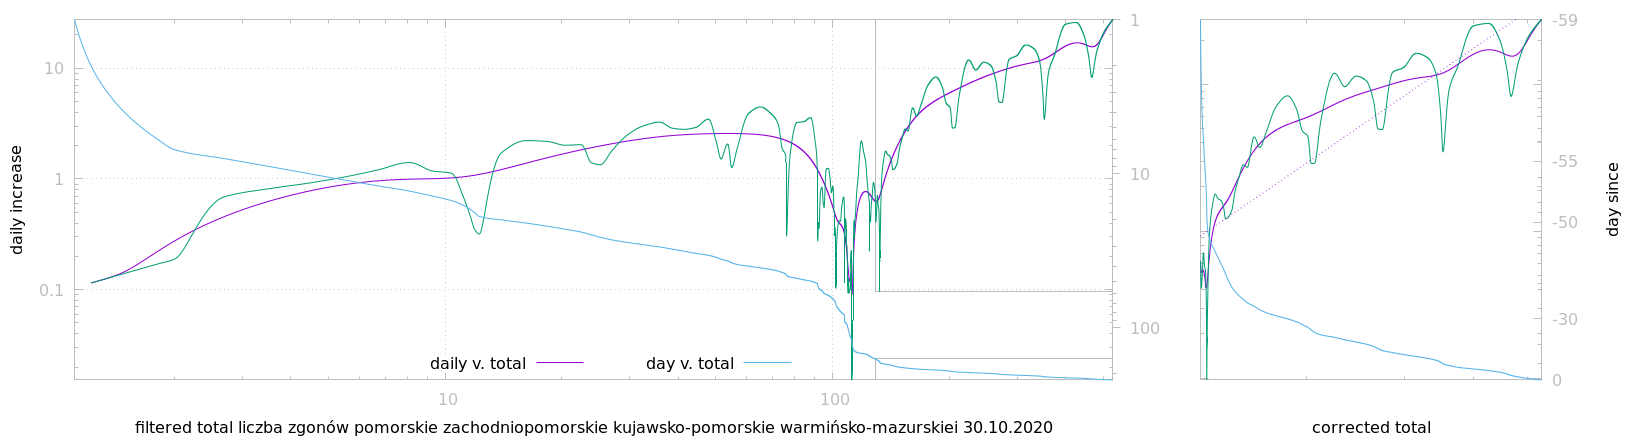 1
-59
10
10
-55
1
daily increase
day since
-50
0.1
-30
100
daily v. total
day v. total
0
10
100
filtered total liczba zgonów pomorskie zachodniopomorskie kujawsko-pomorskie warmińsko-mazurskiei 30.10.2020
corrected total